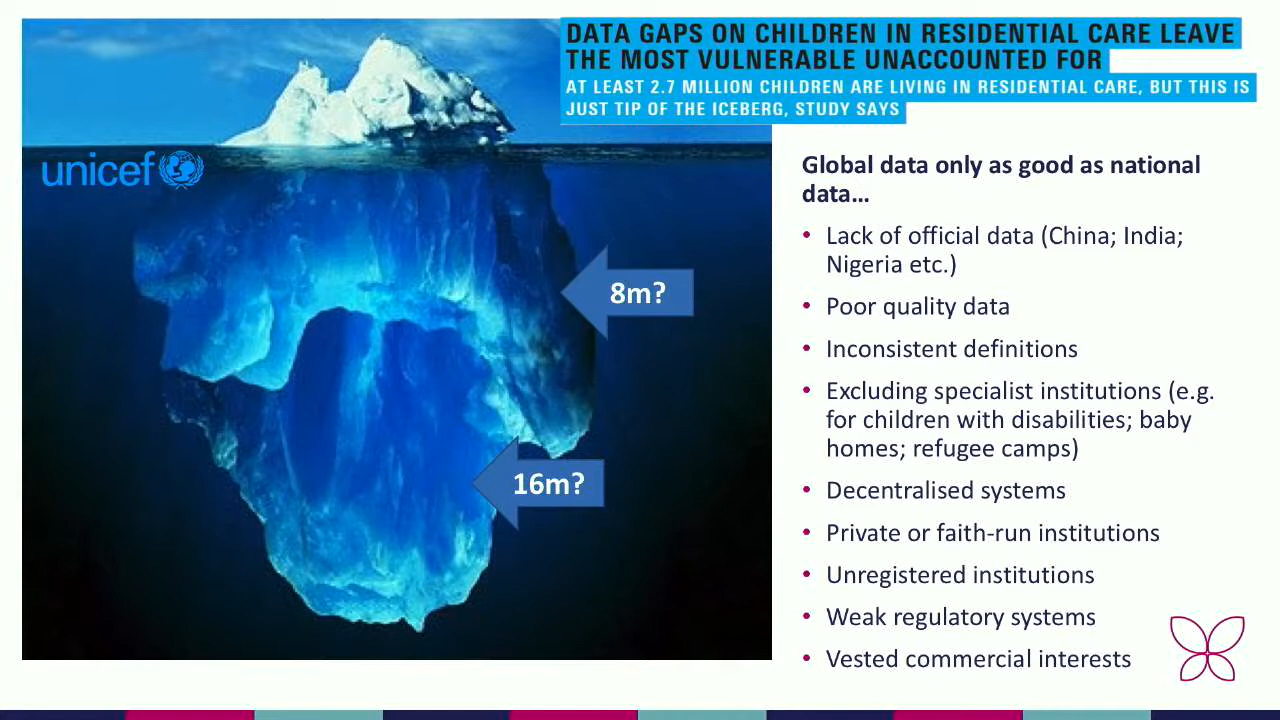 DATA GAPS ON CHILDREN IN RESIDENTIAL CARE LEAVE
THE MOST VULNERABLE UNACCOUNTED FOR
AT LEAST 2.7 MILLION CHILDREN ARE LIVING IN RESIDENTIAL CARE, BUT THIS IS
JUST TIP OF THE ICEBERG, STUDY SAYS
unicef
8m?
16m?
Global data only as good as national
data...
• Lack of official data (China; India;
Nigeria etc.)
• Poor quality data
• Inconsistent definitions
• Excluding specialist institutions (e.g.
for children with disabilities; baby
homes; refugee camps)
• Decentralised systems
• Private or faith-run institutions
• Unregistered institutions
• Weak regulatory systems
• Vested commercial interests